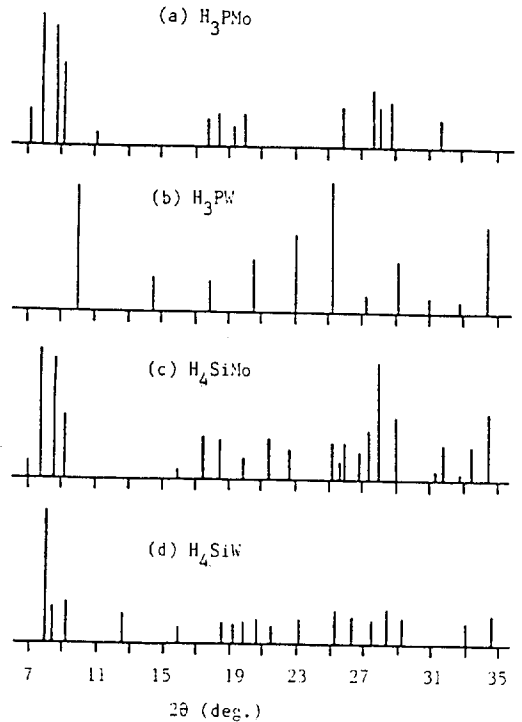 (a) H₃PMo
(b) H₃PW
(c) H₄SiMo
(d) H₄SiW
7 11 15 19 23 27 31 35
2θ (deg.)